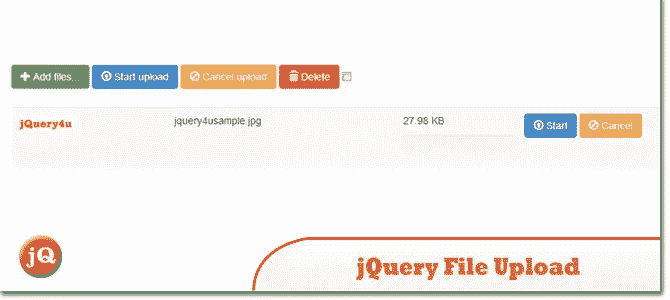 Add files... Start upload Cancel upload Delete
jQuery4u jquery4usample.jpg 27.98 KB Start Cancel
jQ jQuery File Upload